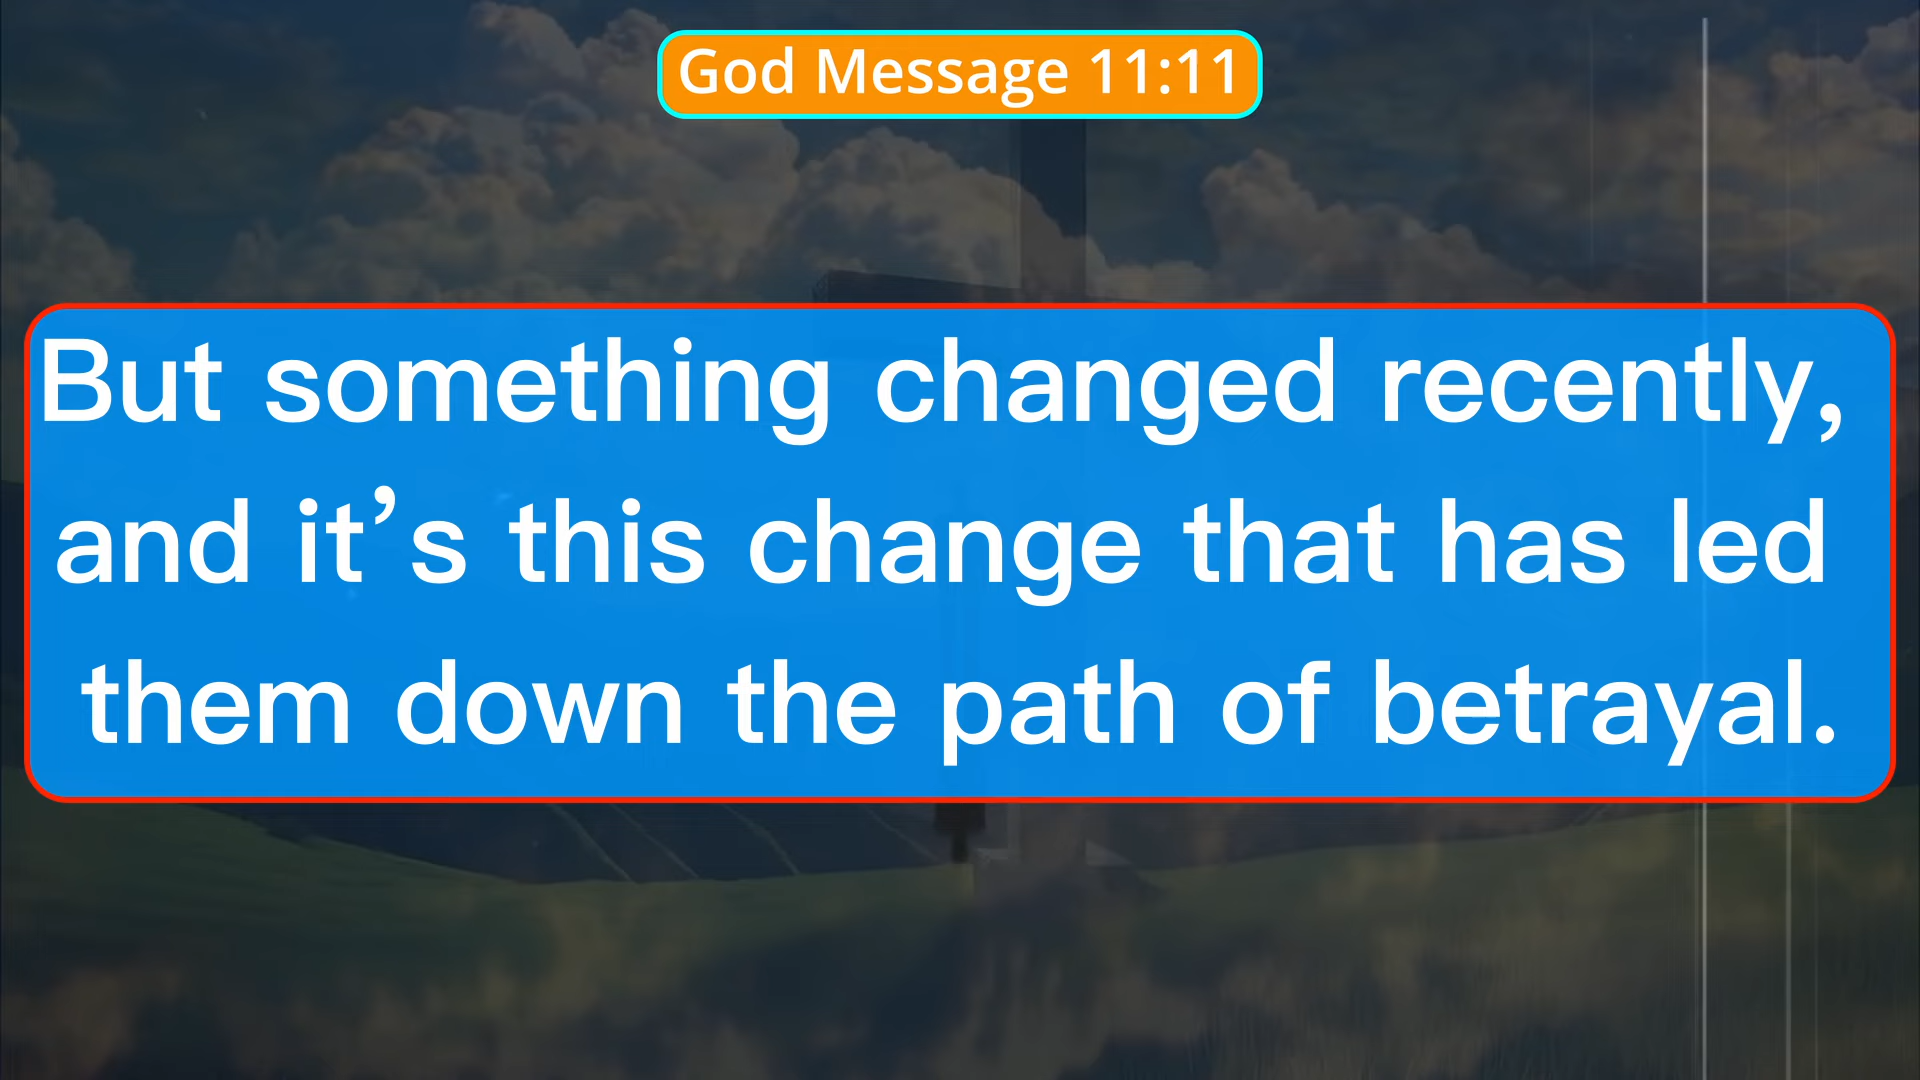 God Message 11:11
But something changed recently,
and it’s this change that has led
them down the path of betrayal.